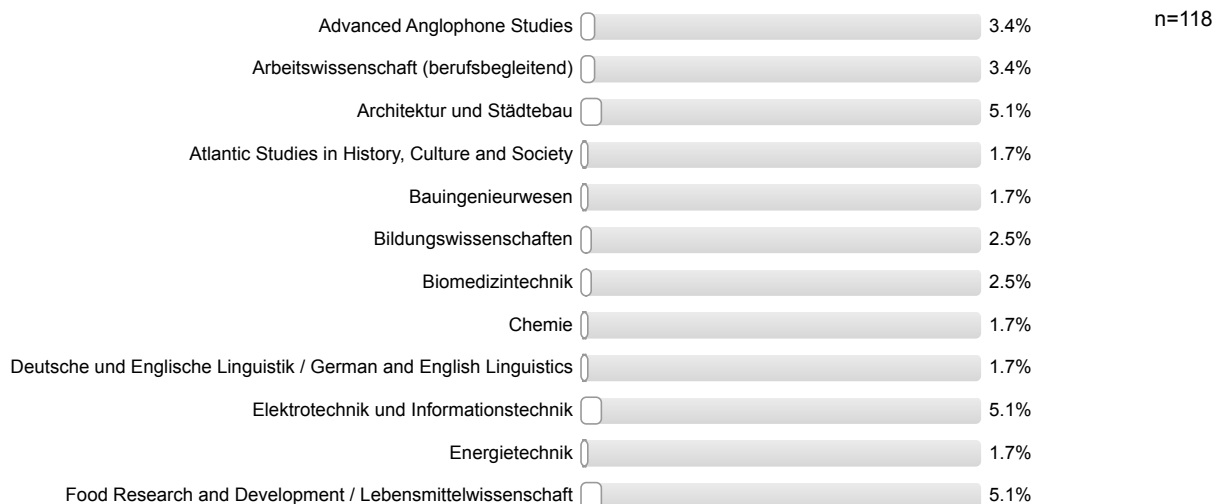 Advanced Anglophone Studies 3.4% n=118
Arbeitswissenschaft (berufsbegleitend) 3.4%
Architektur und Städtebau 5.1%
Atlantic Studies in History, Culture and Society 1.7%
Bauingenieurwesen 1.7%
Bildungswissenschaften 2.5%
Biomedizintechnik 2.5%
Chemie 1.7%
Deutsche und Englische Linguistik / German and English Linguistics 1.7%
Elektrotechnik und Informationstechnik 5.1%
Energietechnik 1.7%
Food Research and Development / Lebensmittelwissenschaft 5.1%